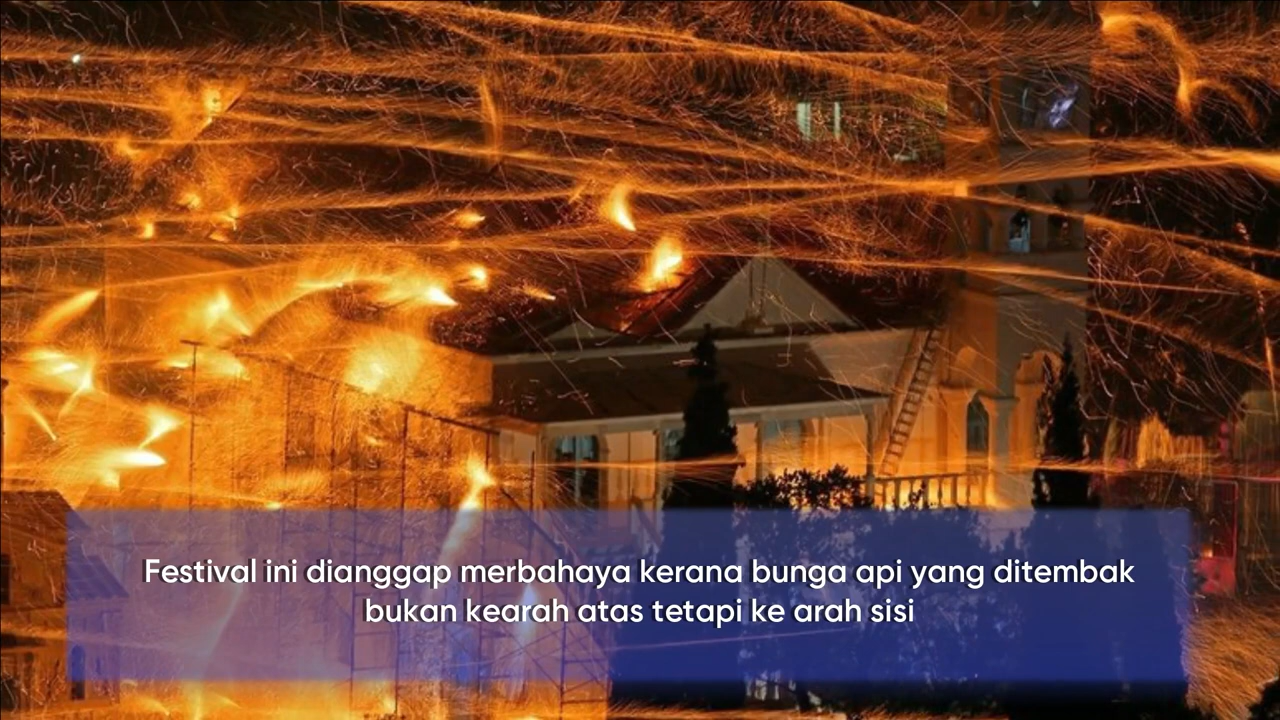 Festival ini dianggap merbahaya kerana bunga api yang ditembak
bukan kearah atas tetapi ke arah sisi